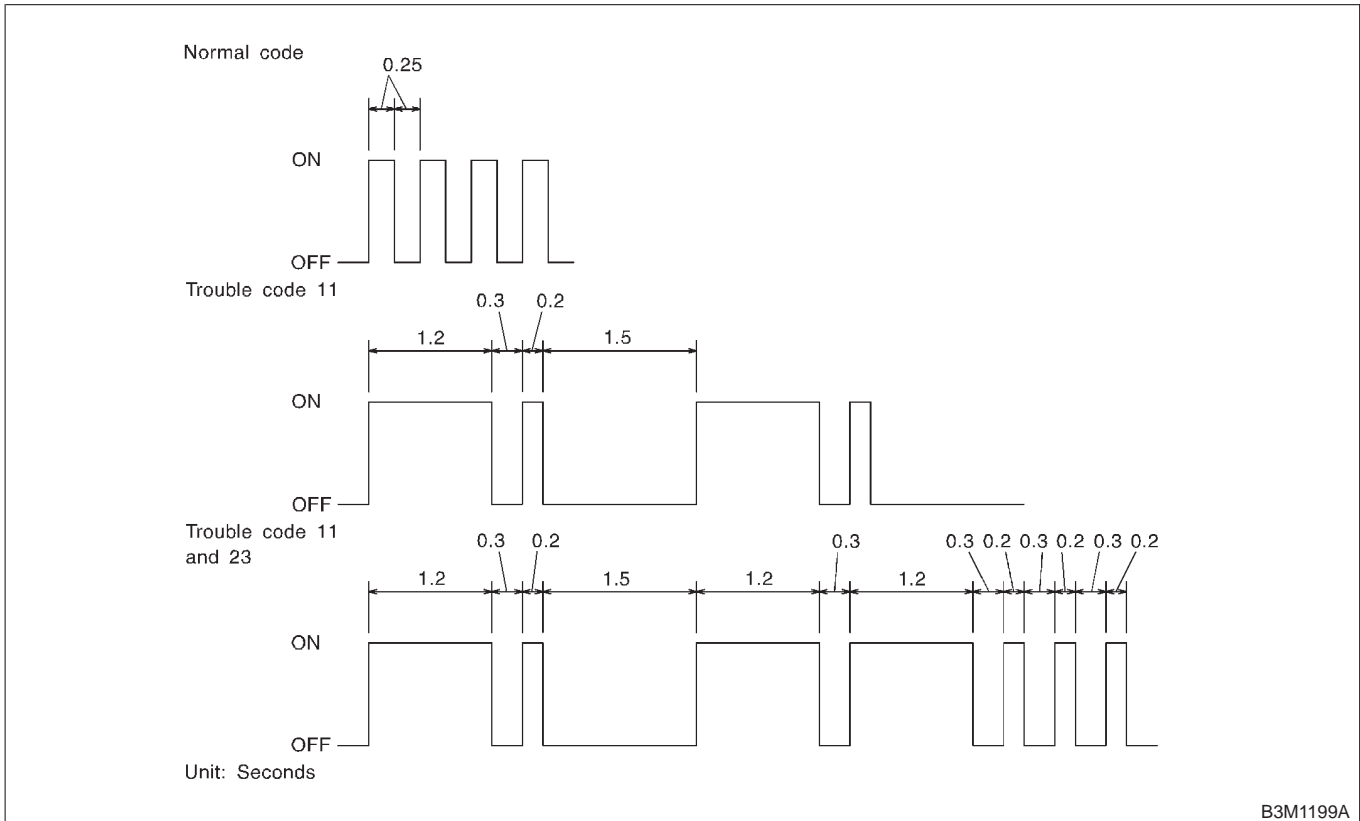 Normal code
0.25
ON
OFF
Trouble code 11
0.3 0.2
1.2 1.5
ON
OFF
Trouble code 11
and 23
0.3 0.2 0.3 0.3 0.2 0.3 0.2 0.3 0.2
1.2 1.5 1.2 1.2
ON
OFF
Unit: Seconds
B3M1199A